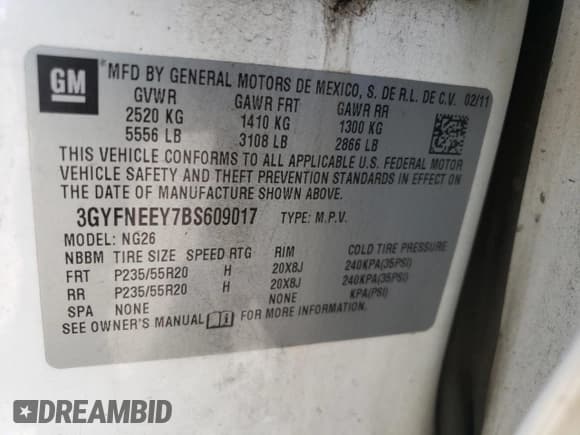 GM
*MFD BY GENERAL MOTORS DE MEXICO, S. DE R.L. DE C.V. 02/11
GVWR GAWR FRT GAWR RR
2520 KG 1410 KG 1300 KG
5556 LB 3108 LB 2866 LB
THIS VEHICLE CONFORMS TO ALL APPLICABLE U.S. FEDERAL MOTOR
VEHICLE SAFETY AND THEFT PREVENTION STANDARDS IN EFFECT ON
THE DATE OF MANUFACTURE SHOWN ABOVE.
3GYFNEEY7BS609017 TYPE: M.P.V.
MODEL: NG26
NBBM TIRE SIZE SPEED RTG RIM COLD TIRE PRESSURE
FRT P235/55R20 H 20X8J 240KPA(35PSI)
RR P235/55R20 H 20X8J 240KPA(35PSI)
SPA NONE NONE KPA(PSI)
SEE OWNER'S MANUAL FOR MORE INFORMATION.
DREAMBID